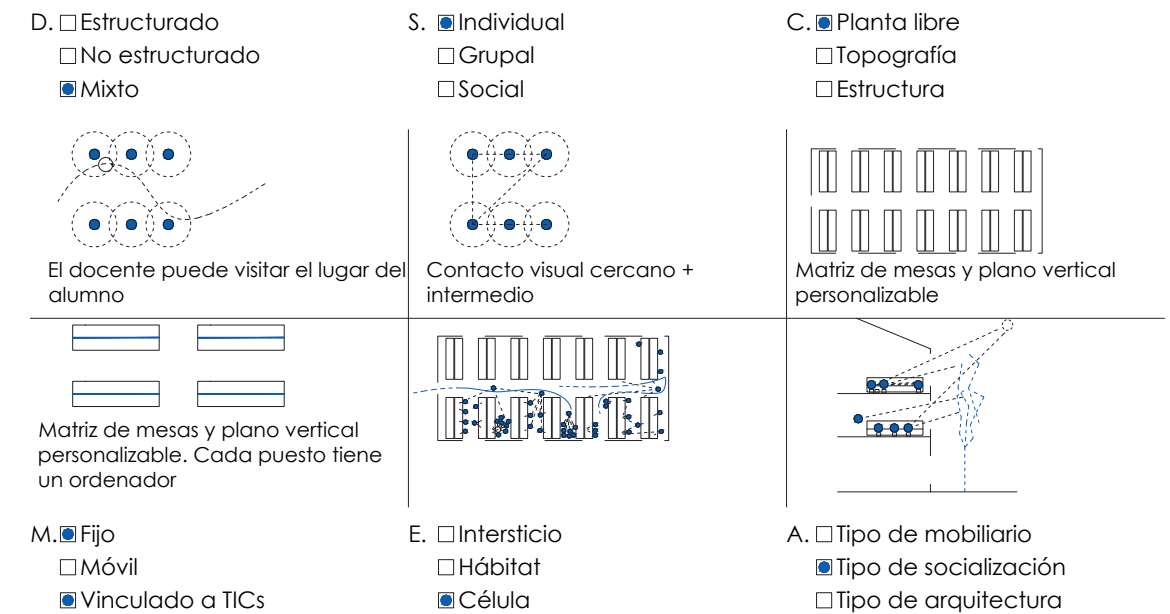 D. Estructurado
No estructurado
Mixto
S. Individual
Grupal
Social
C. Planta libre
Topografía
Estructura
El docente puede visitar el lugar del
alumno
Contacto visual cercano +
intermedio
Matriz de mesas y plano vertical
personalizable
Matriz de mesas y plano vertical
personalizable. Cada puesto tiene
un ordenador
M. Fijo
Móvil
Vinculado a TICs
E. Intersticio
Hábitat
Célula
A. Tipo de mobiliario
Tipo de socialización
Tipo de arquitectura